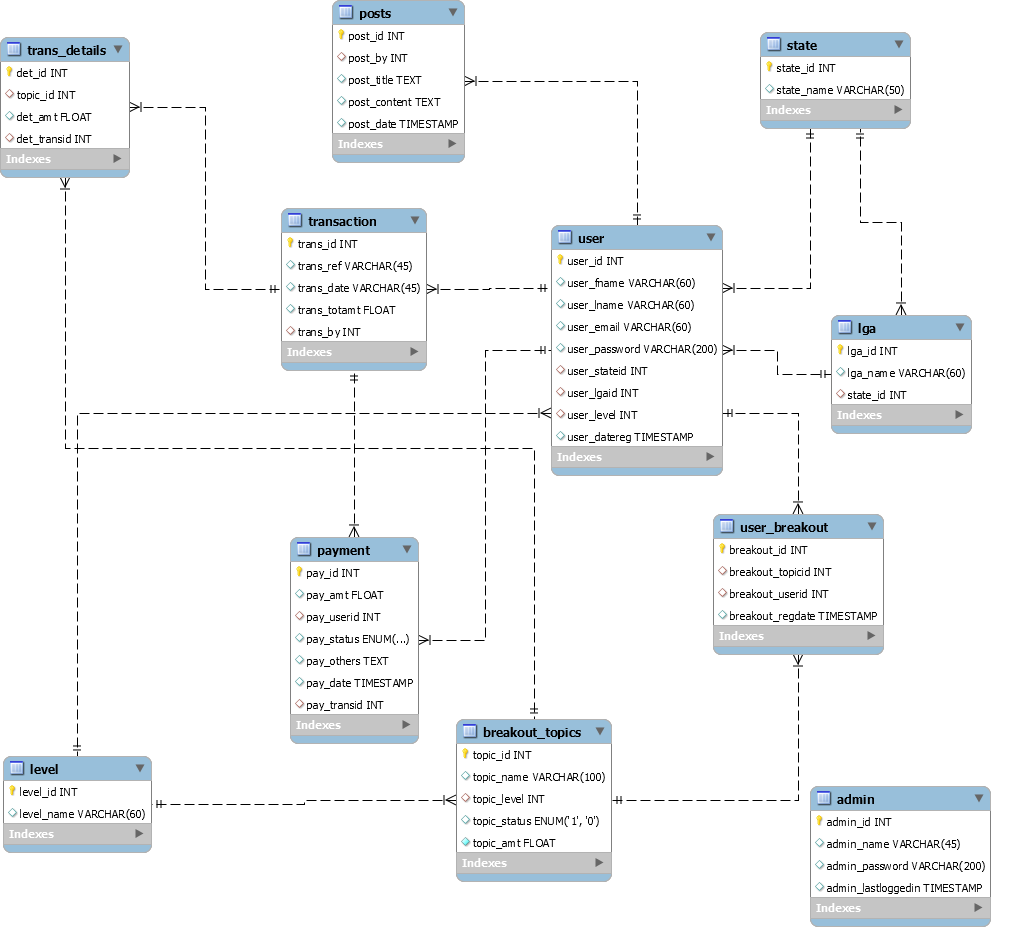 posts
post_id INT
post_by INT
post_title TEXT
post_content TEXT
post_date TIMESTAMP
Indexes
trans_details
det_id INT
topic_id INT
det_amt FLOAT
det_transid INT
Indexes
state
state_id INT
state_name VARCHAR(50)
Indexes
transaction
trans_id INT
trans_ref VARCHAR(45)
trans_date VARCHAR(45)
trans_totamt FLOAT
trans_by INT
Indexes
user
user_id INT
user_fname VARCHAR(60)
user_lname VARCHAR(60)
user_email VARCHAR(60)
user_password VARCHAR(200)
user_stateid INT
user_lgaid INT
user_level INT
user_datereg TIMESTAMP
Indexes
lga
lga_id INT
lga_name VARCHAR(60)
state_id INT
Indexes
user_breakout
breakout_id INT
breakout_topicid INT
breakout_userid INT
breakout_regdate TIMESTAMP
Indexes
payment
pay_id INT
pay_amt FLOAT
pay_userid INT
pay_status ENUM(...)
pay_others TEXT
pay_date TIMESTAMP
pay_transid INT
Indexes
breakout_topics
topic_id INT
topic_name VARCHAR(100)
topic_level INT
topic_status ENUM('1', '0')
topic_amt FLOAT
Indexes
level
level_id INT
level_name VARCHAR(60)
Indexes
admin
admin_id INT
admin_name VARCHAR(45)
admin_password VARCHAR(200)
admin_lastloggedin TIMESTAMP
Indexes